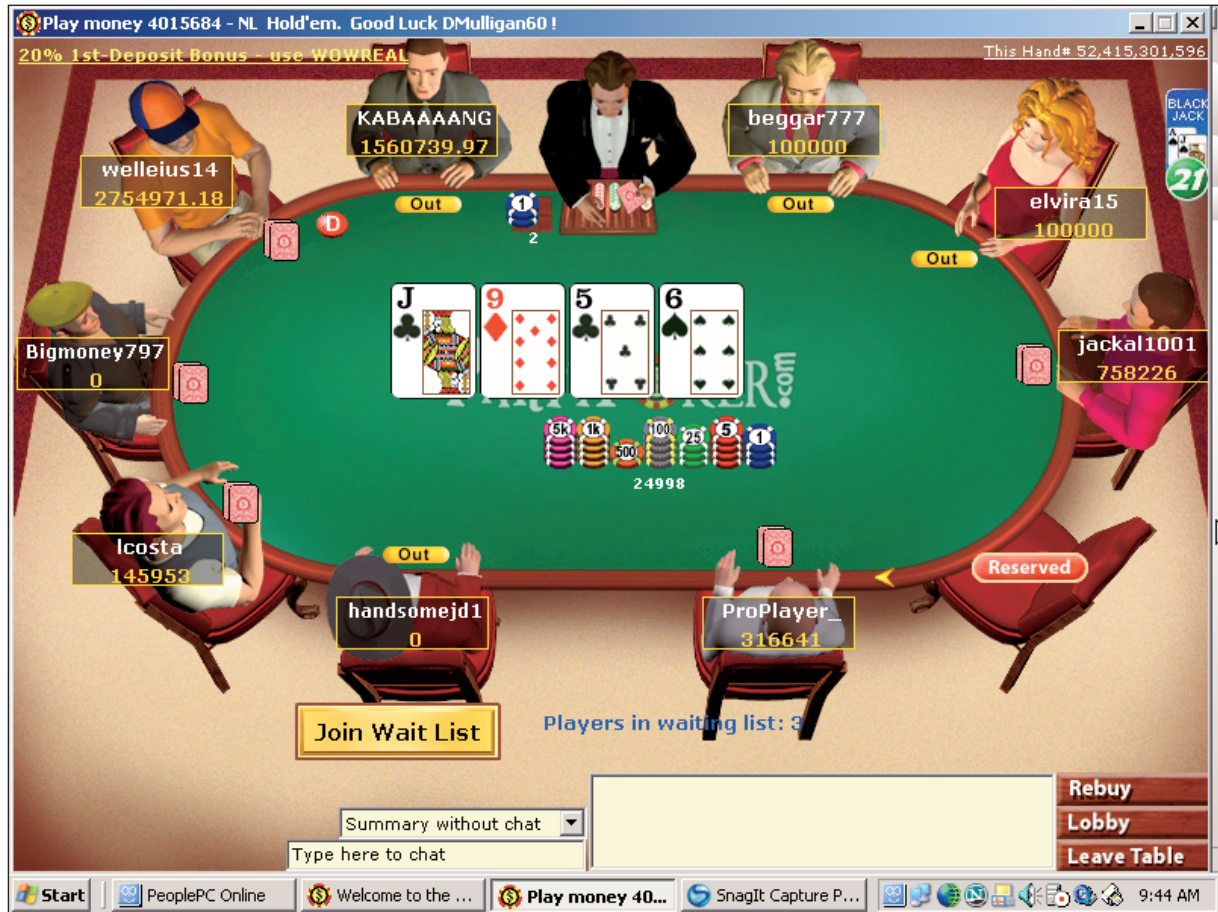 Play money 4015684 - NL Hold'em. Good Luck DMulligan60 !
20% 1st-Deposit Bonus - use WOWREAL
This Hand# 52,415,301,596
BLACK
JACK
A
21
KABAAAANG
1560739.97
beggar777
100000
welleius14
2754971.18
elvira15
100000
Out
1
2
Out
D
Out
J
9
5
6
Bigmoney797
0
jackal1001
758226
.com
5k 1k 500 100 25 5 1
24998
lcosta
145953
Out
Reserved
handsomejd1
0
ProPlayer_
316641
Join Wait List
Players in waiting list: 3
Rebuy
Summary without chat
Lobby
Type here to chat
Leave Table
Start
PeoplePC Online
Welcome to the ...
Play money 40...
SnagIt Capture P...
9:44 AM